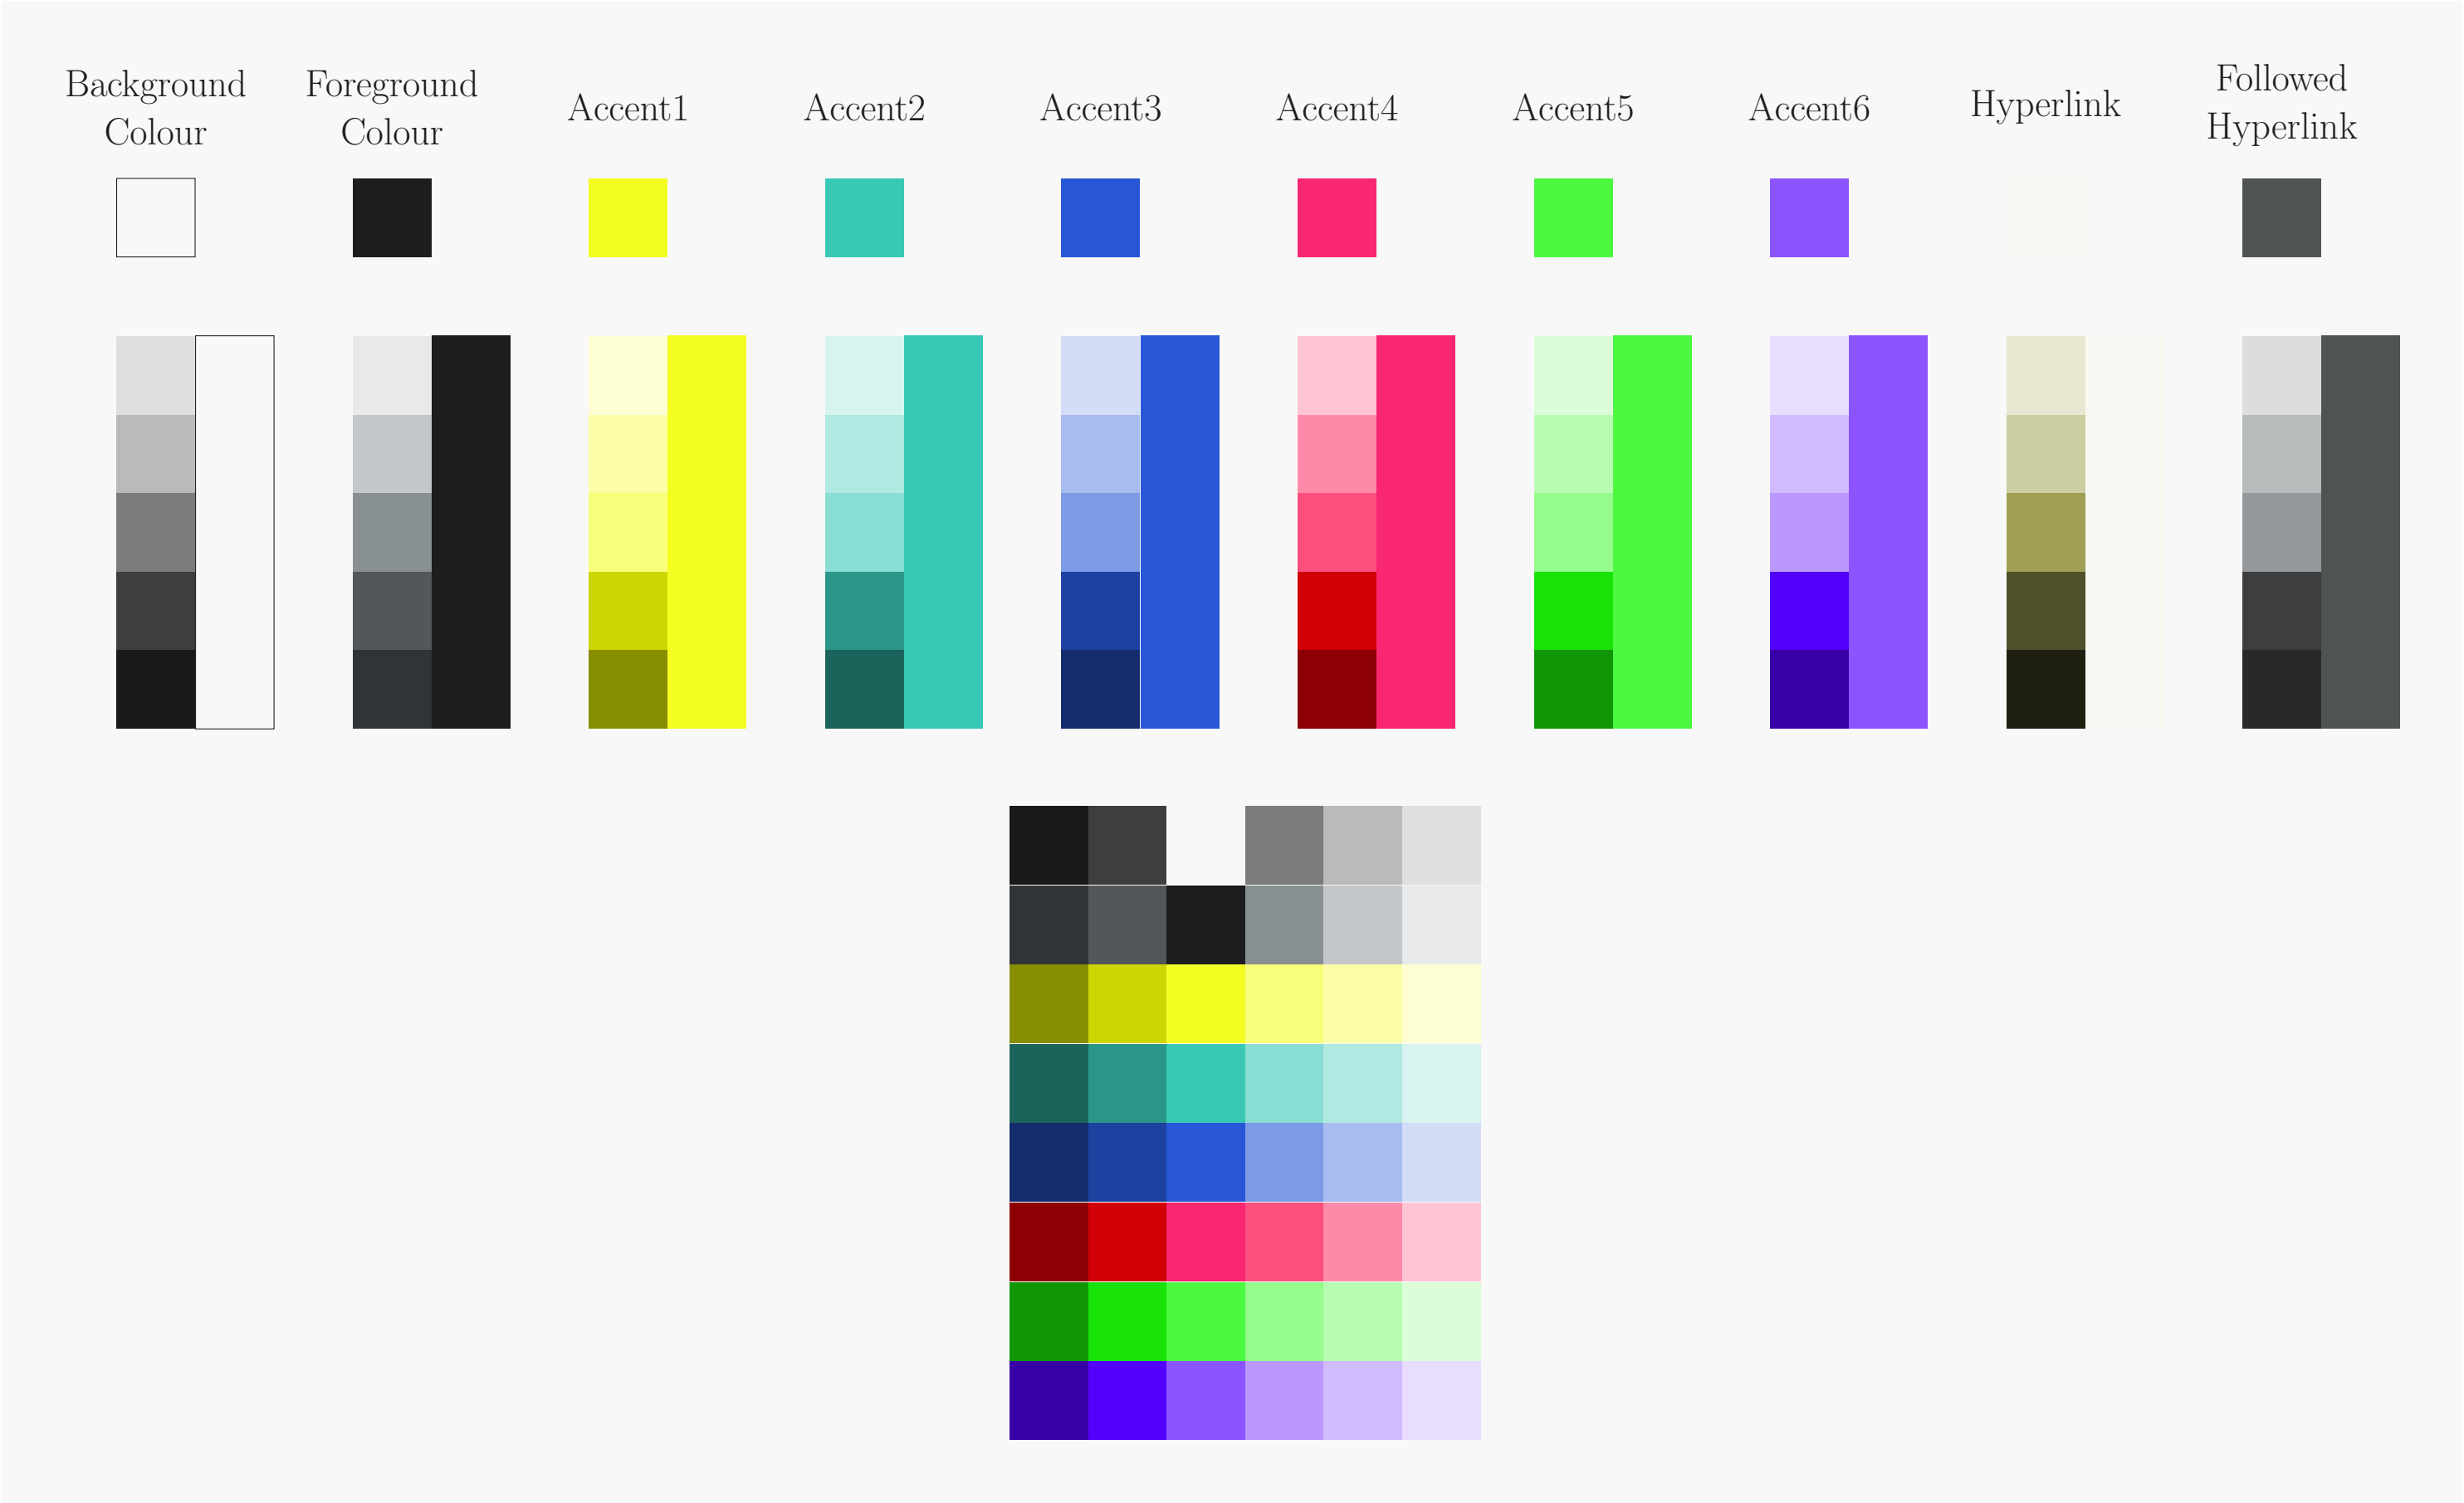 Background
Colour
Foreground
Colour
Accent1
Accent2
Accent3
Accent4
Accent5
Accent6
Hyperlink
Followed
Hyperlink